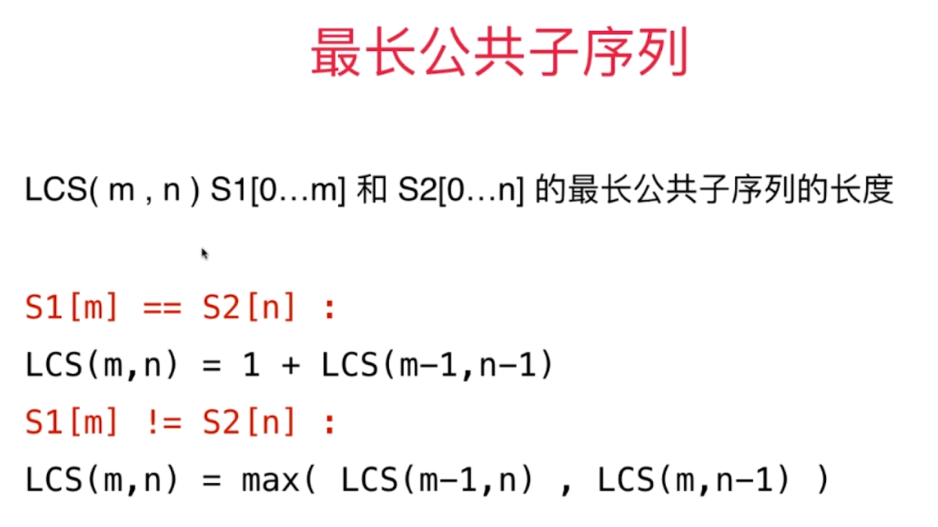 最长公共子序列
LCS( m , n ) S1[0…m] 和 S2[0…n] 的最长公共子序列的长度
S1[m] == S2[n] :
LCS(m,n) = 1 + LCS(m-1,n-1)
S1[m] != S2[n] :
LCS(m,n) = max( LCS(m-1,n) , LCS(m,n-1) )